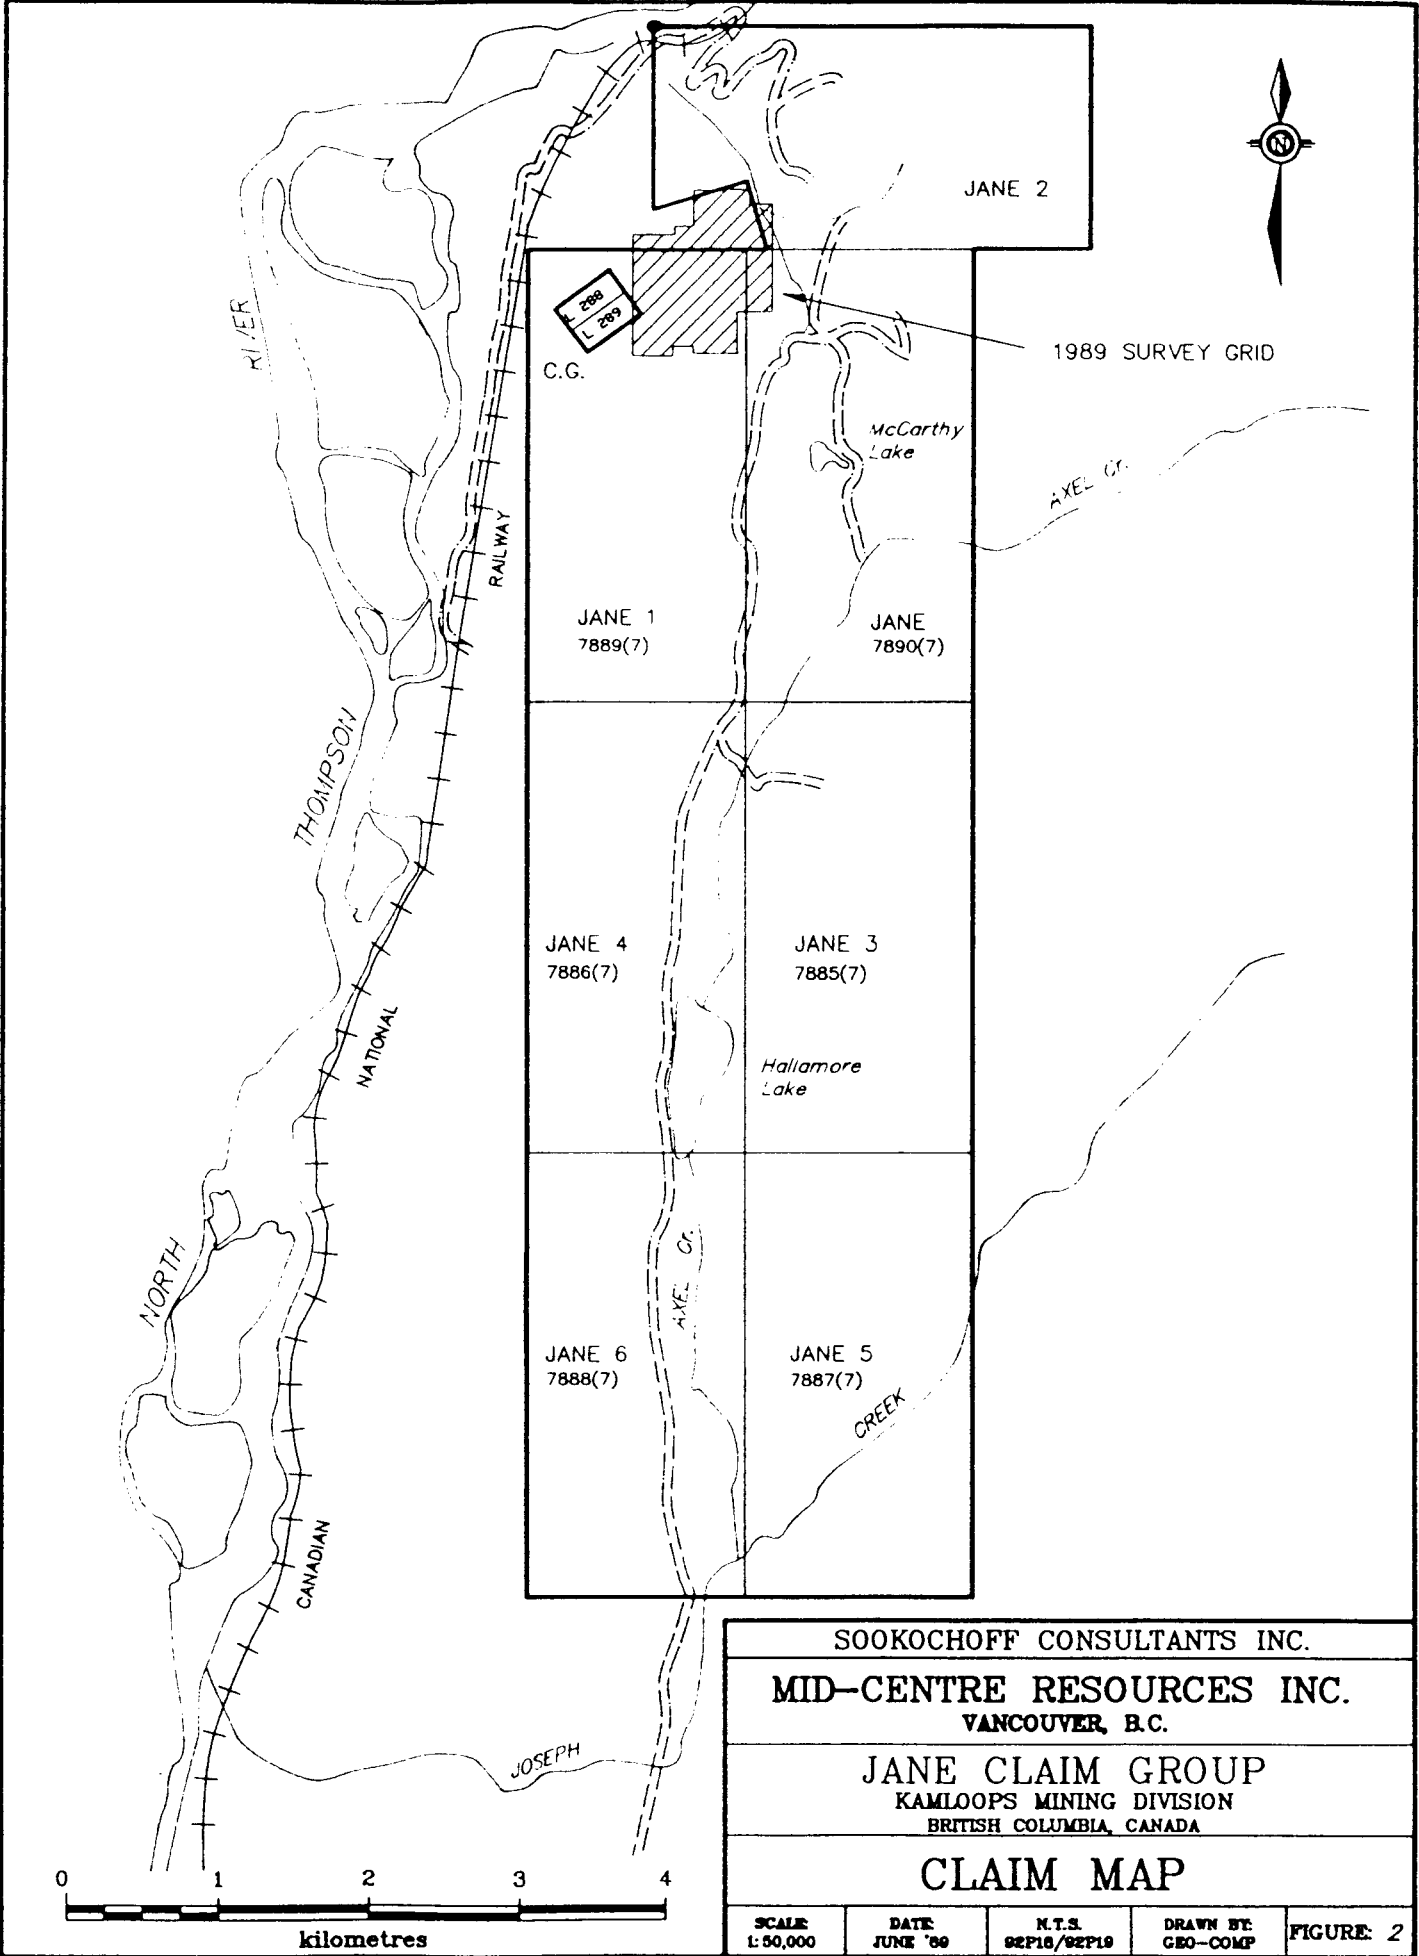 N
JANE 2
RIVER
L 288
L 289
C.G.
1989 SURVEY GRID
McCarthy
Lake
AXEL Cr.
RAILWAY
JANE 1
7889(7)
JANE
7890(7)
THOMPSON
JANE 4
7886(7)
JANE 3
7885(7)
NATIONAL
Hallamore
Lake
NORTH
AXEL Cr.
JANE 6
7888(7)
JANE 5
7887(7)
CREEK
CANADIAN
JOSEPH
SOOKOCHOFF CONSULTANTS INC.
MID-CENTRE RESOURCES INC.
VANCOUVER, B.C.
JANE CLAIM GROUP
KAMLOOPS MINING DIVISION
BRITISH COLUMBIA, CANADA
CLAIM MAP
0 1 2 3 4
kilometres
SCALE:
1:50,000
DATE:
JUNE '89
N.T.S.
92P16/92P19
DRAWN BY:
GEO-COMP
FIGURE: 2